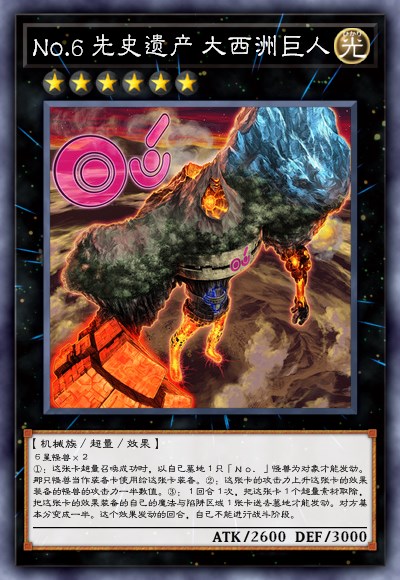 No.6 先史遗产 大西洲巨人
光
ひかり
【机械族／超量／效果】
6星怪兽×2
①：这张卡超量召唤成功时，以自己墓地1只「No．」怪兽为对象才能发动。
那只怪兽当作装备卡使用给这张卡装备。②：这张卡的攻击力上升这张卡的效果
装备的怪兽的攻击力一半数值。③：1回合1次，把这张卡1个超量素材取除，
把这张卡的效果装备的自己的魔法与陷阱区域1张卡送去墓地才能发动。对方基
本分变成一半。这个效果发动的回合，自己不能进行战斗阶段。
ATK/2600 DEF/3000